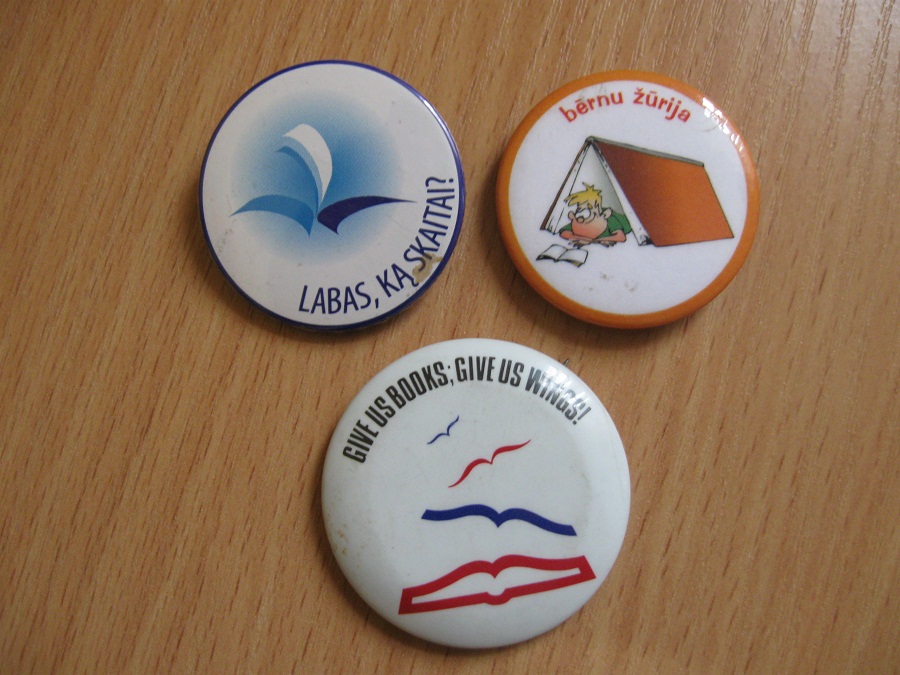 LABAS, KĄ SKAITAI?
bērnu žūrija
GIVE US BOOKS; GIVE US WINGS!